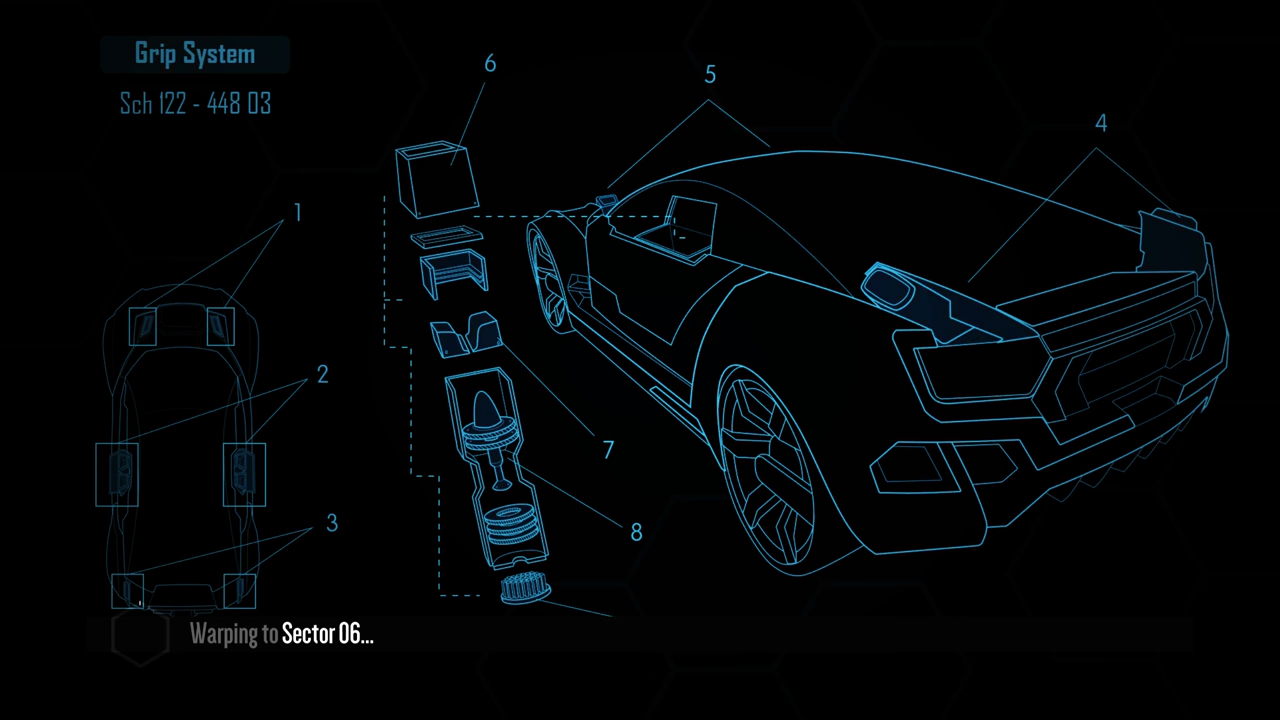 Grip System
Sch 122 - 448 03
6
5
4
1
2
7
3
8
Warping to Sector 06...